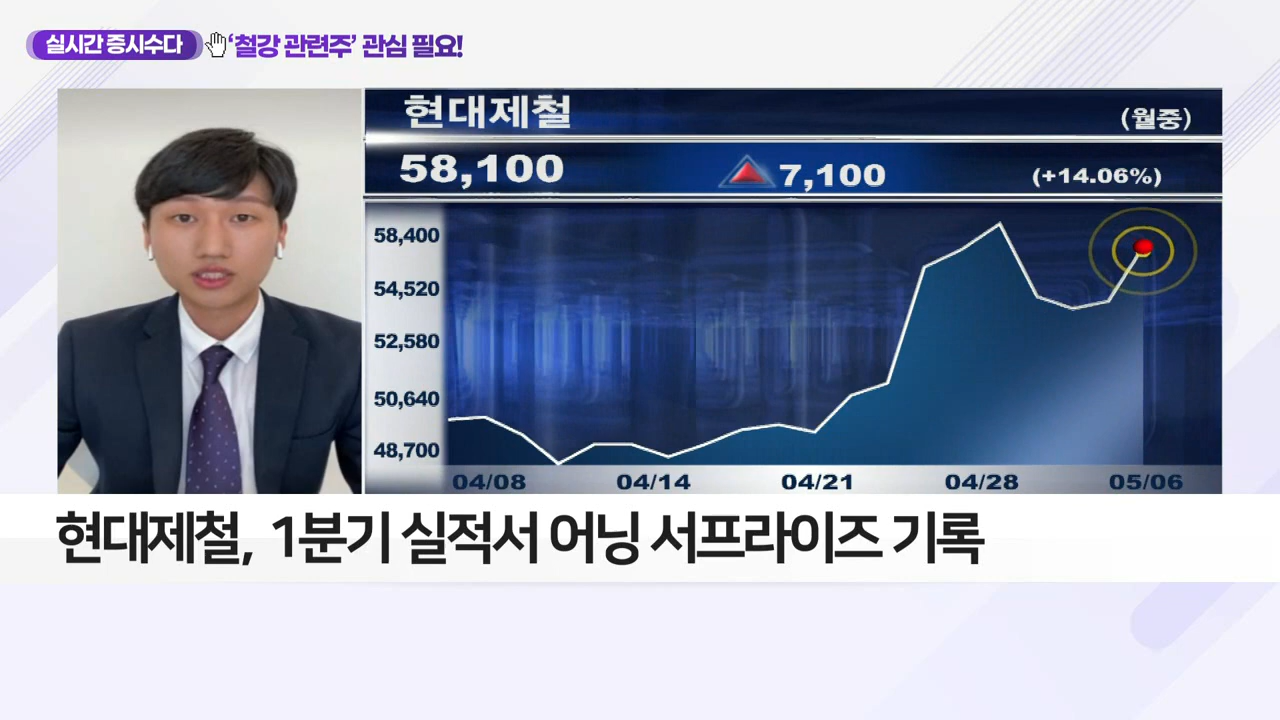 실시간 증시수다 ‘철강 관련주’ 관심 필요!
현대제철 (월중)
58,100 7,100 (+14.06%)
58,400
54,520
52,580
50,640
48,700
04/08 04/14 04/21 04/28 05/06
현대제철, 1분기 실적서 어닝 서프라이즈 기록